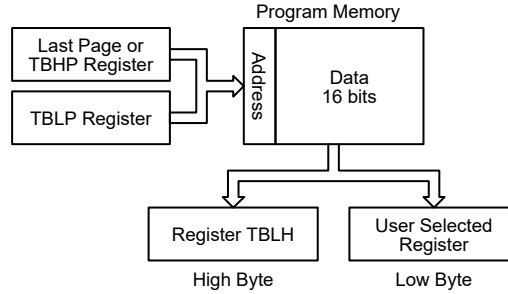 Program Memory
Last Page or
TBHP Register
TBLP Register
Address
Data
16 bits
Register TBLH
User Selected
Register
High Byte
Low Byte